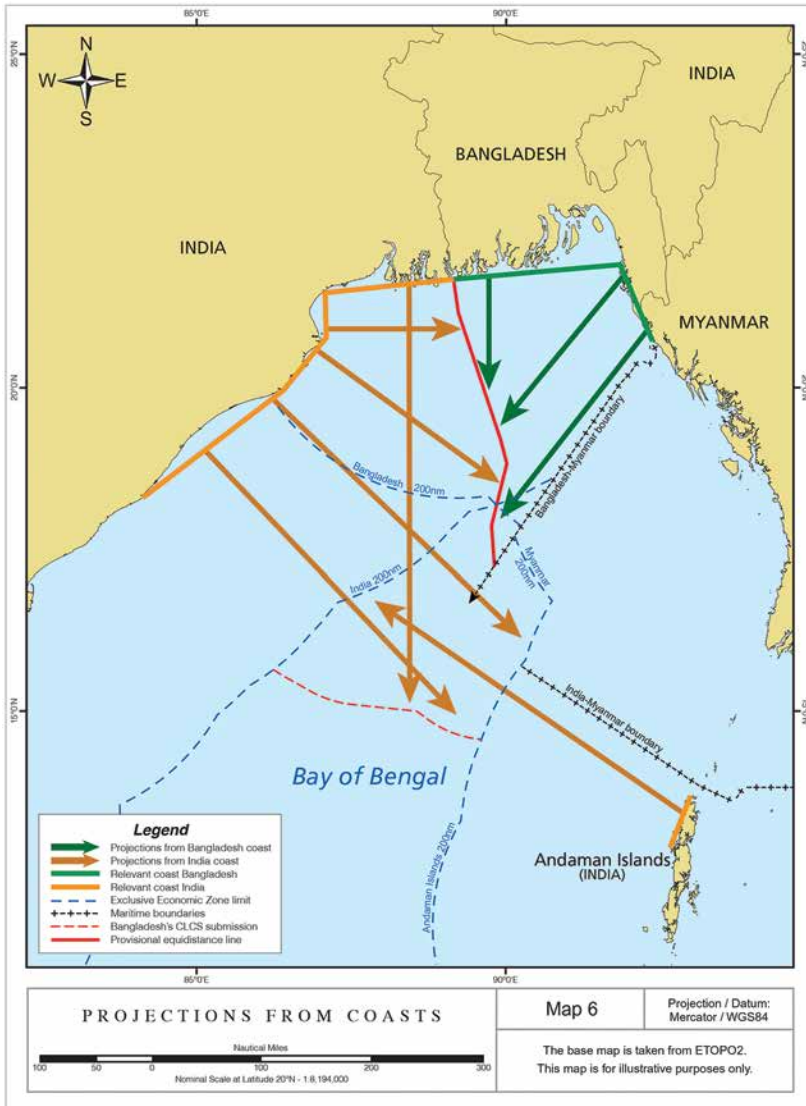 85°0'E
90°0'E
25°0'N
N
W
E
S
INDIA
BANGLADESH
INDIA
MYANMAR
20°0'N
Bangladesh 200nm
Bangladesh-Myanmar boundary
India 200nm
Myanmar
200nm
15°0'N
India-Myanmar boundary
Bay of Bengal
Andaman Islands 200nm
Andaman Islands
(INDIA)
Legend
Projections from Bangladesh coast
Projections from India coast
Relevant coast Bangladesh
Relevant coast India
Exclusive Economic Zone limit
Maritime boundaries
Bangladesh's CLCS submission
Provisional equidistance line
85°0'E
90°0'E
PROJECTIONS FROM COASTS
Nautical Miles
100 50 0 100 200 300
Nominal Scale at Latitude 20°N - 1:8,194,000
Map 6
Projection / Datum:
Mercator / WGS84
The base map is taken from ETOPO2.
This map is for illustrative purposes only.